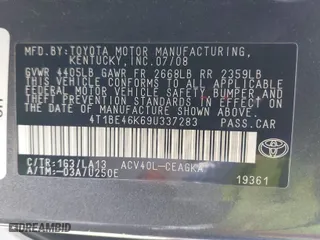 MFD.BY: TOYOTA MOTOR MANUFACTURING,
KENTUCKY, INC. 07/08
GVWR 4405LB GAWR FR 2668LB RR 2359LB
THIS VEHICLE CONFORMS TO ALL APPLICABLE
FEDERAL MOTOR VEHICLE SAFETY, BUMPER, AND
THEFT PREVENTION STANDARDS IN EFFECT ON
THE DATE OF MANUFACTURE SHOWN ABOVE.
4T1BE46K69U337283 PASS.CAR
C/TR:1G3/LA13 ACV40L-CEAGKA
A/TM:-03A/U250E
TOYOTA
19361